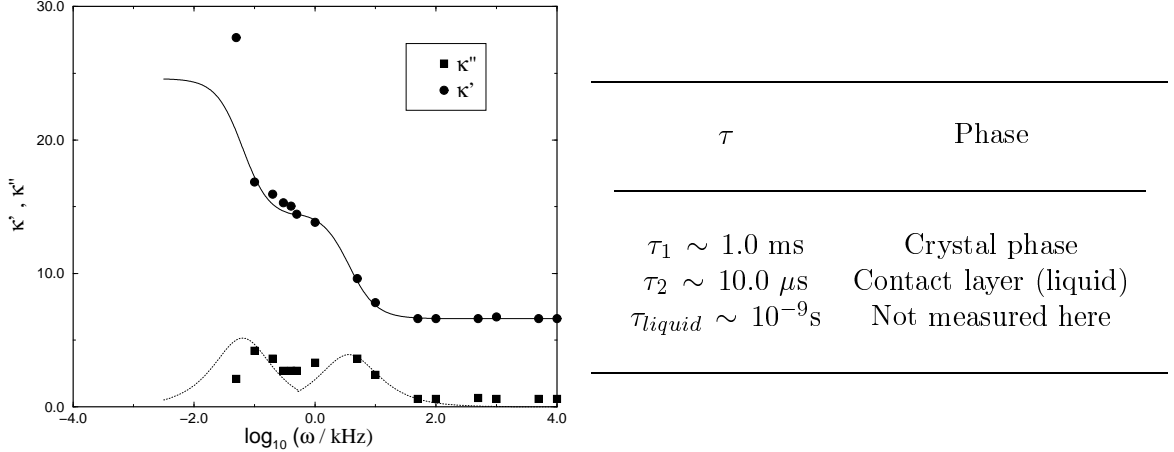 30.0
20.0
10.0
0.0
κ' , κ''
κ''
κ'
−4.0 −2.0 0.0 2.0 4.0
log₁₀ (ω / kHz)
τ Phase
τ₁ ∼ 1.0 ms Crystal phase
τ₂ ∼ 10.0 μs Contact layer (liquid)
τ_liquid ∼ 10⁻⁹s Not measured here